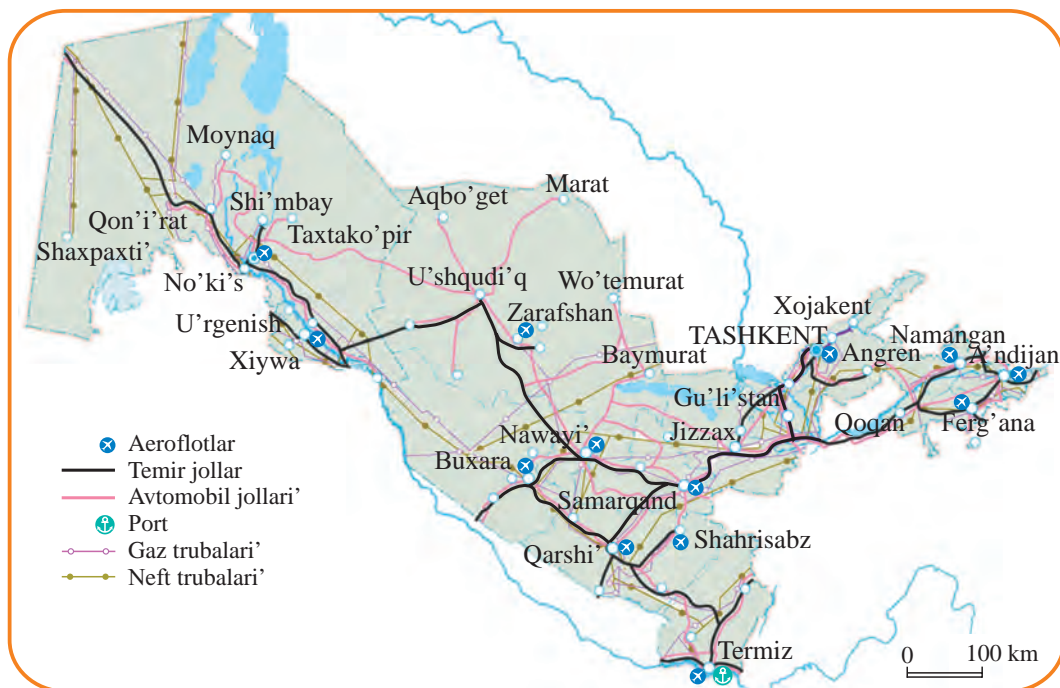 Moynaq
Marat
Aqbo’get
Shi’mbay
Qon’i’rat
Taxtako’pir
Shaxpaxti’
No’ki’s
U’shqudi’q
Wo’temurat
Xojakent
Zarafshan
U’rgenish
TASHKENT
Namangan
Xiywa
Baymurat
Angren
A’ndijan
Gu’li’stan
Qoqan
Ferg’ana
Jizzax
Nawayi’
Buxara
Samarqand
Qarshi’
Shahrisabz
Termiz
Aeroflotlar
Temir jollar
Avtomobil jollari’
Port
Gaz trubalari’
Neft trubalari’
0 100 km